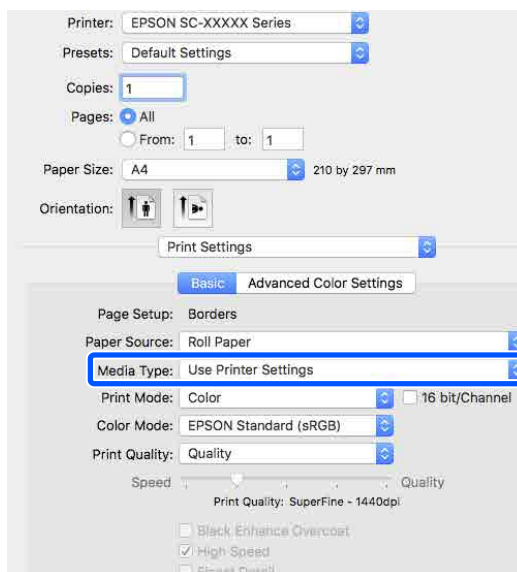 Printer: EPSON SC-XXXXX Series
Presets: Default Settings
Copies: 1
Pages: All
From: 1 to: 1
Paper Size: A4 210 by 297 mm
Orientation:
Print Settings
Basic Advanced Color Settings
Page Setup: Borders
Paper Source: Roll Paper
Media Type: Use Printer Settings
Print Mode: Color 16 bit/Channel
Color Mode: EPSON Standard (sRGB)
Print Quality: Quality
Speed Quality
Print Quality: SuperFine - 1440dpi
Black Enhance Overcoat
High Speed